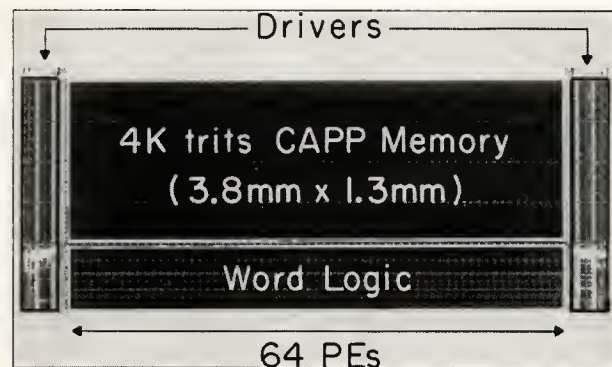 Drivers
4K trits CAPP Memory
(3.8mm x 1.3mm)
Word Logic
64 PEs